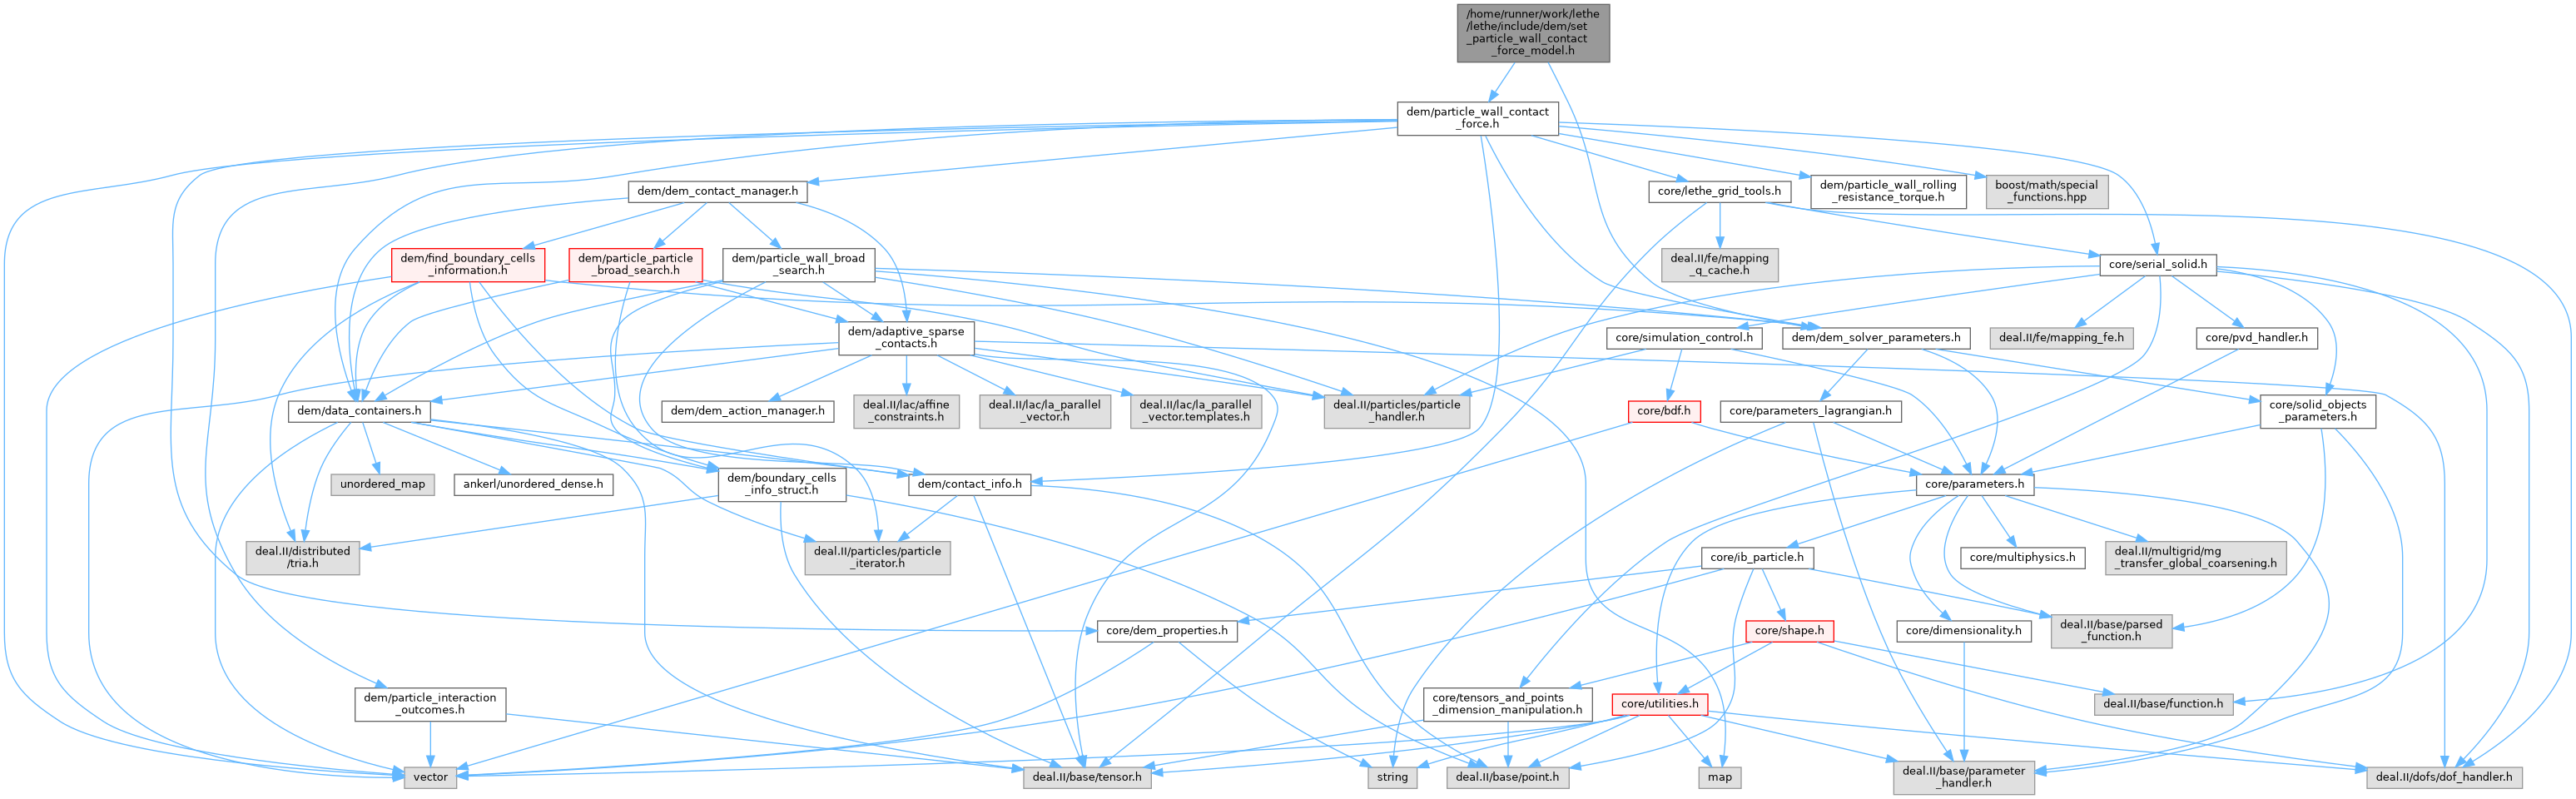 /home/runner/work/lethe
/lethe/include/dem/set
_particle_wall_contact
_force_model.h
dem/particle_wall_contact
_force.h
dem/dem_contact_manager.h
core/lethe_grid_tools.h
dem/particle_wall_rolling
_resistance_torque.h
boost/math/special
_functions.hpp
dem/find_boundary_cells
_information.h
dem/particle_particle
_broad_search.h
dem/particle_wall_broad
_search.h
deal.II/fe/mapping
_q_cache.h
core/serial_solid.h
dem/adaptive_sparse
_contacts.h
core/simulation_control.h
dem/dem_solver_parameters.h
deal.II/fe/mapping_fe.h
core/pvd_handler.h
dem/data_containers.h
dem/dem_action_manager.h
deal.II/lac/affine
_constraints.h
deal.II/lac/la_parallel
_vector.h
deal.II/lac/la_parallel
_vector.templates.h
deal.II/particles/particle
_handler.h
core/bdf.h
core/parameters_lagrangian.h
core/solid_objects
_parameters.h
unordered_map
ankerl/unordered_dense.h
dem/boundary_cells
_info_struct.h
dem/contact_info.h
core/parameters.h
deal.II/distributed
/tria.h
deal.II/particles/particle
_iterator.h
core/ib_particle.h
core/multiphysics.h
deal.II/multigrid/mg
_transfer_global_coarsening.h
core/dem_properties.h
core/shape.h
core/dimensionality.h
deal.II/base/parsed
_function.h
dem/particle_interaction
_outcomes.h
core/tensors_and_points
_dimension_manipulation.h
core/utilities.h
deal.II/base/function.h
vector
deal.II/base/tensor.h
string
deal.II/base/point.h
map
deal.II/base/parameter
_handler.h
deal.II/dofs/dof_handler.h